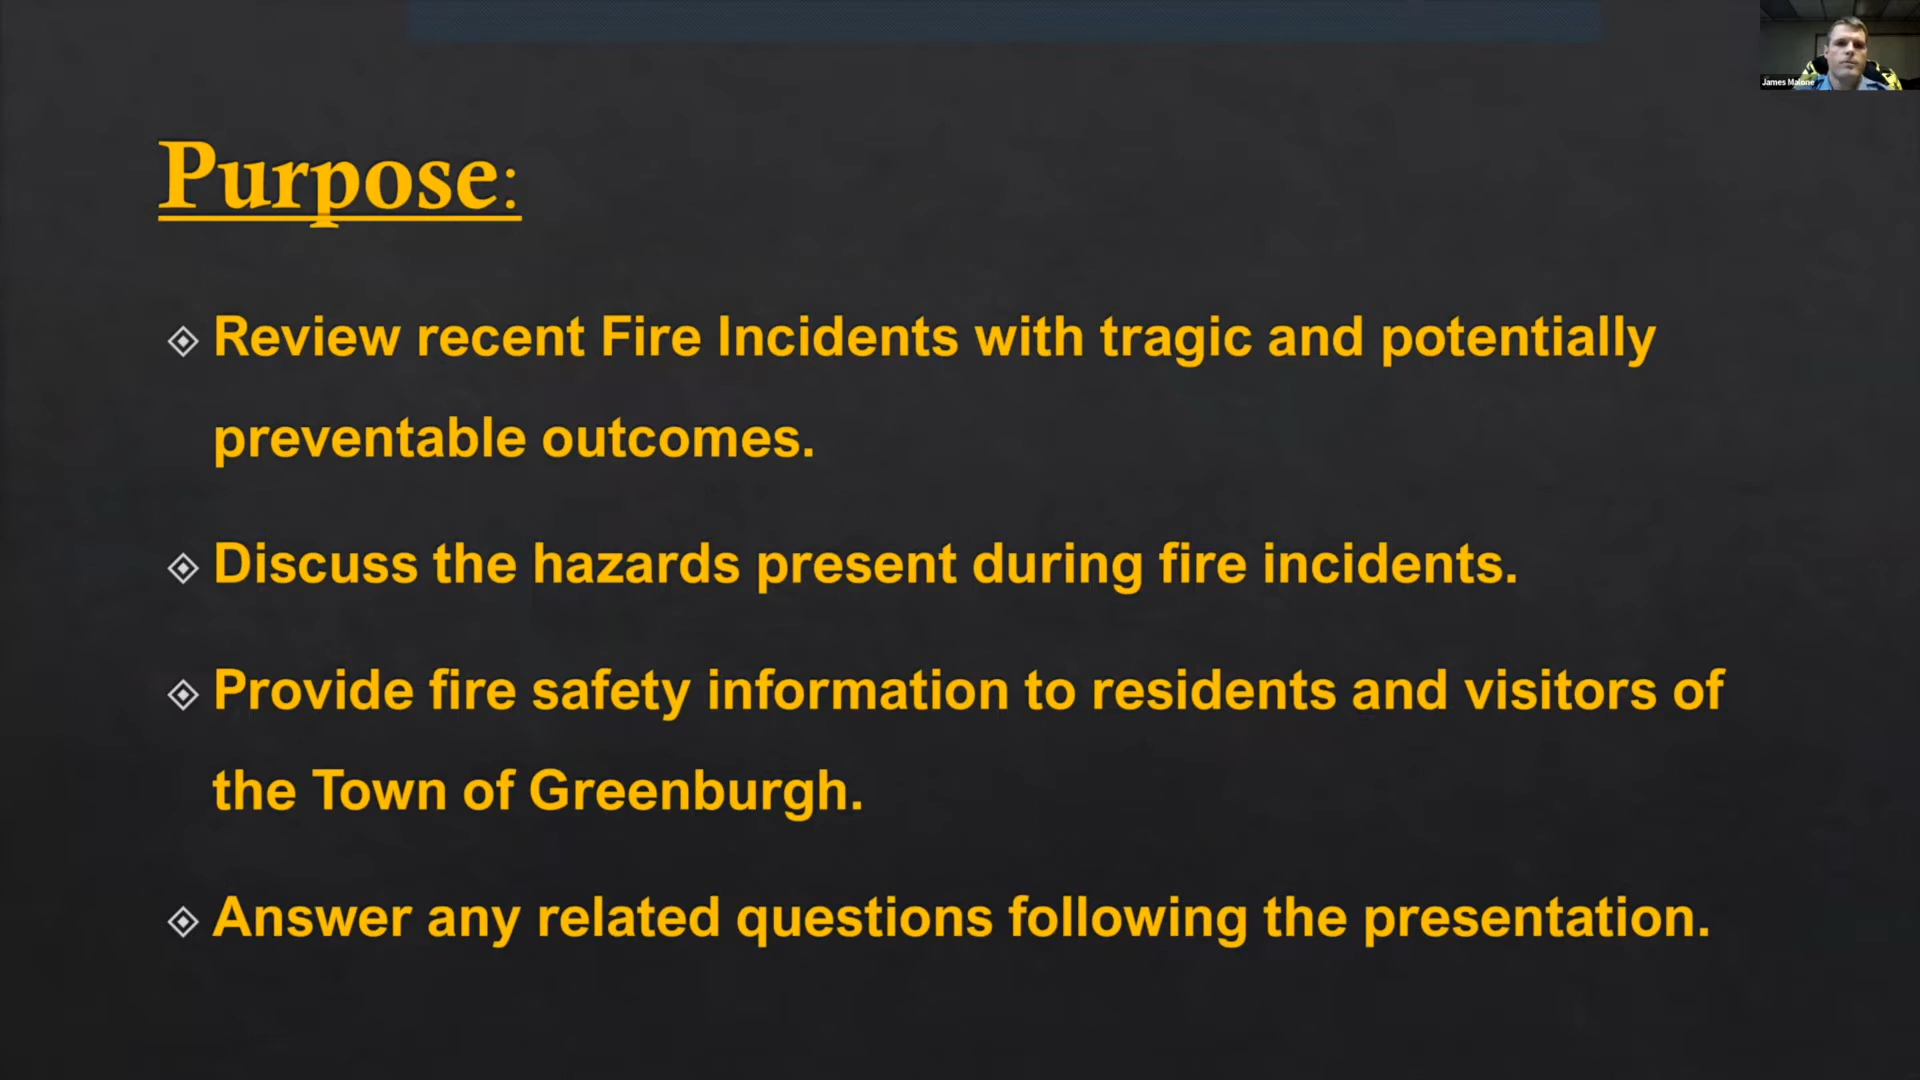 James Malone
Purpose:
Review recent Fire Incidents with tragic and potentially
preventable outcomes.
Discuss the hazards present during fire incidents.
Provide fire safety information to residents and visitors of
the Town of Greenburgh.
Answer any related questions following the presentation.